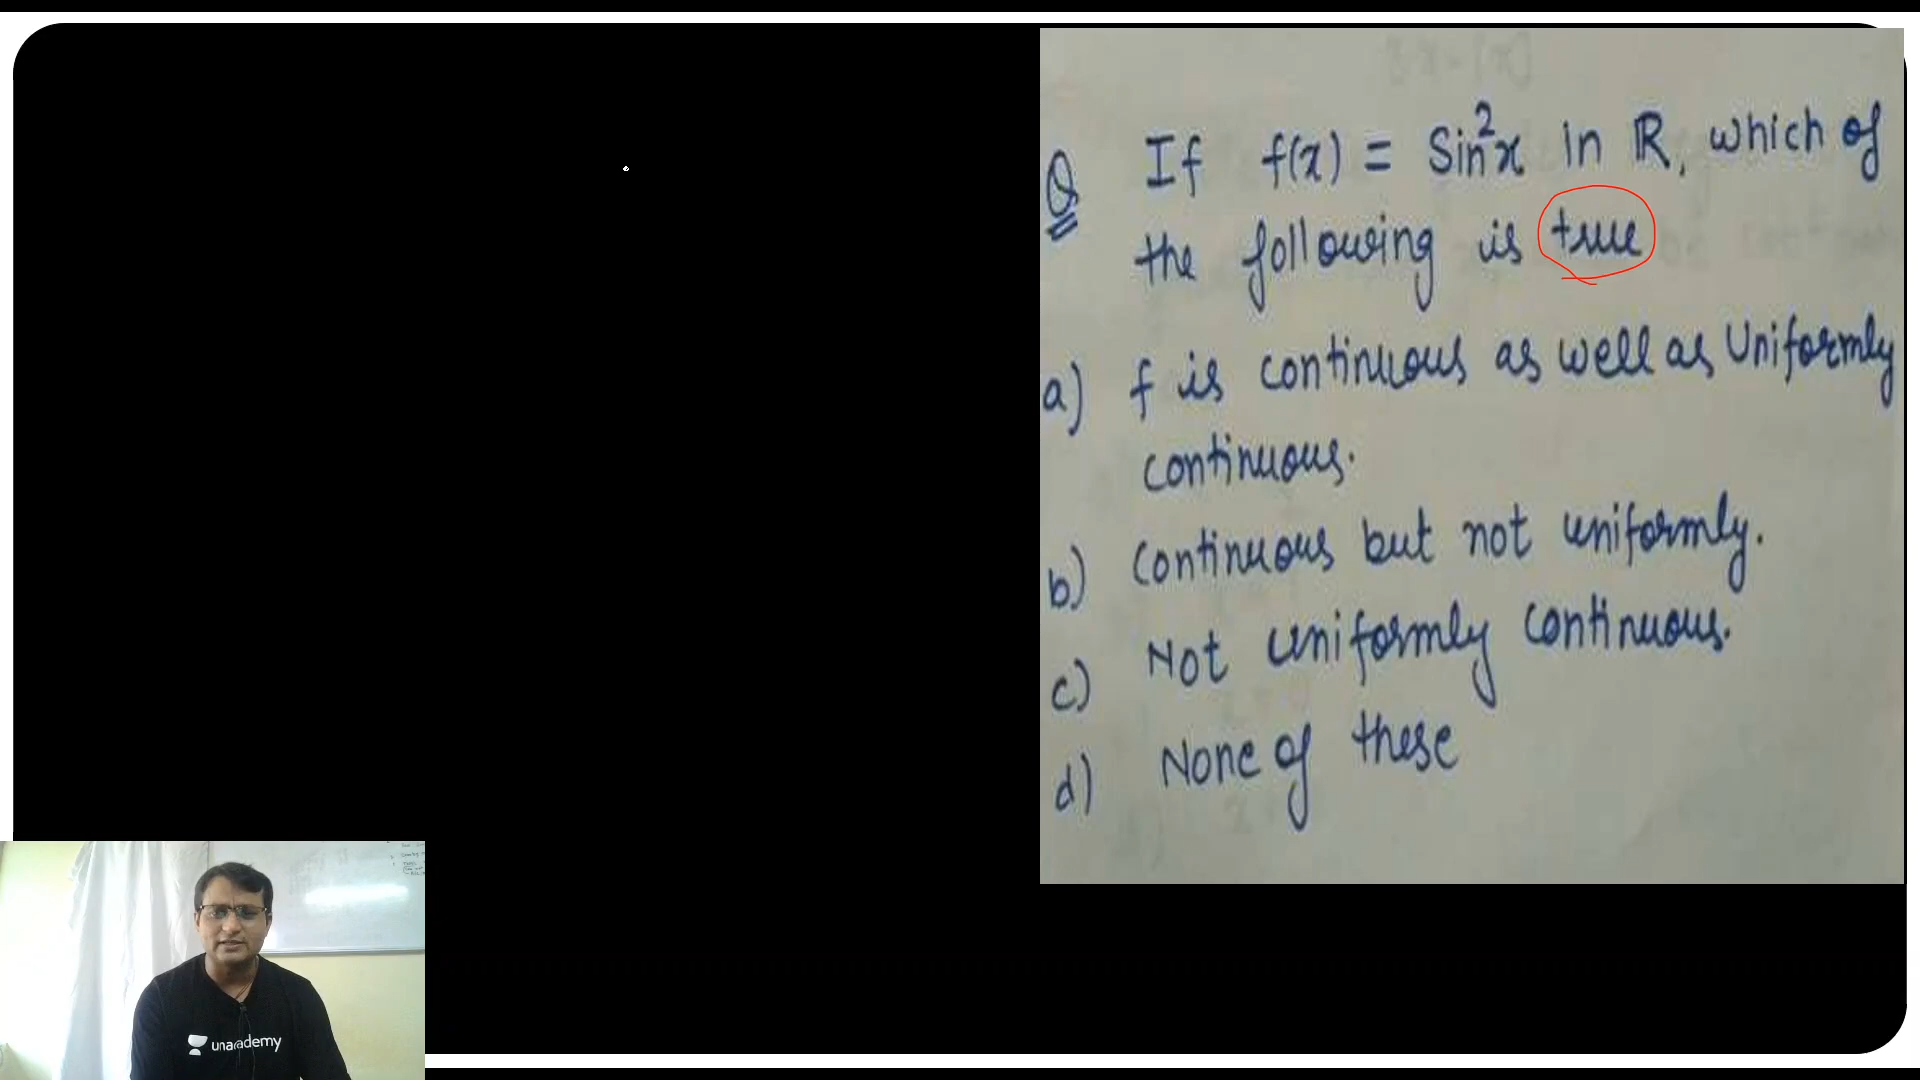 Q If f(x) = Sin²x in ℝ, which of
the following is true
a) f is continuous as well as Uniformly
continuous.
b) Continuous but not uniformly.
c) Not uniformly continuous.
d) None of these
unacademy